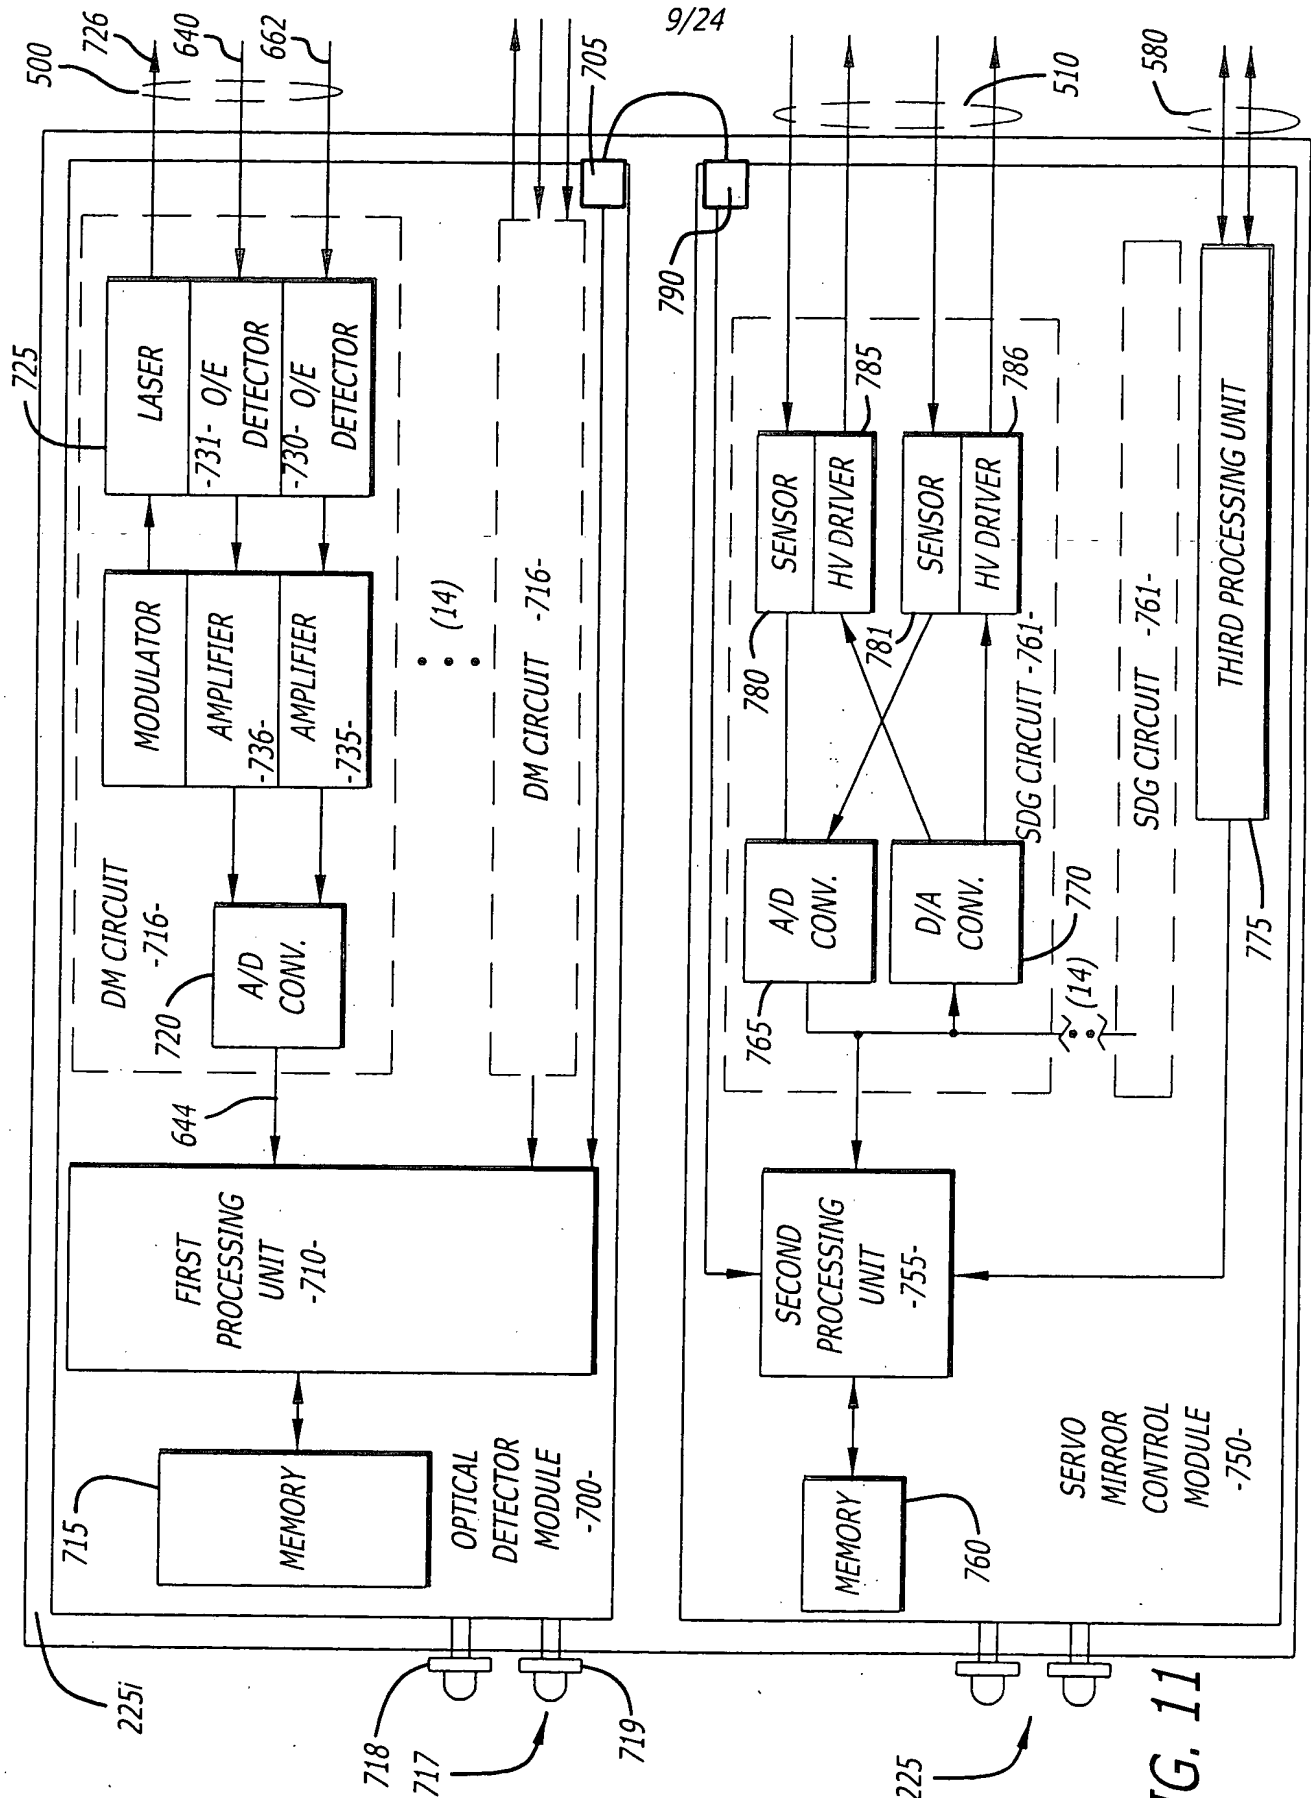 9/24
500
726
640
662
705
725
LASER
-731- O/E
DETECTOR
-730- O/E
DETECTOR
MODULATOR
AMPLIFIER
-736-
AMPLIFIER
-735-
DM CIRCUIT
-716-
720
A/D
CONV.
644
(14)
DM CIRCUIT
-716-
FIRST
PROCESSING
UNIT
-710-
715
MEMORY
OPTICAL
DETECTOR
MODULE
-700-
225i
718
717
719
510
580
790
SENSOR
HV DRIVER
785
780
SENSOR
HV DRIVER
786
781
A/D
CONV.
765
D/A
CONV.
770
SDG CIRCUIT -761-
(14)
SDG CIRCUIT -761-
THIRD PROCESSING UNIT
775
SECOND
PROCESSING
UNIT
-755-
MEMORY
760
SERVO
MIRROR
CONTROL
MODULE
-750-
225
IG. 11